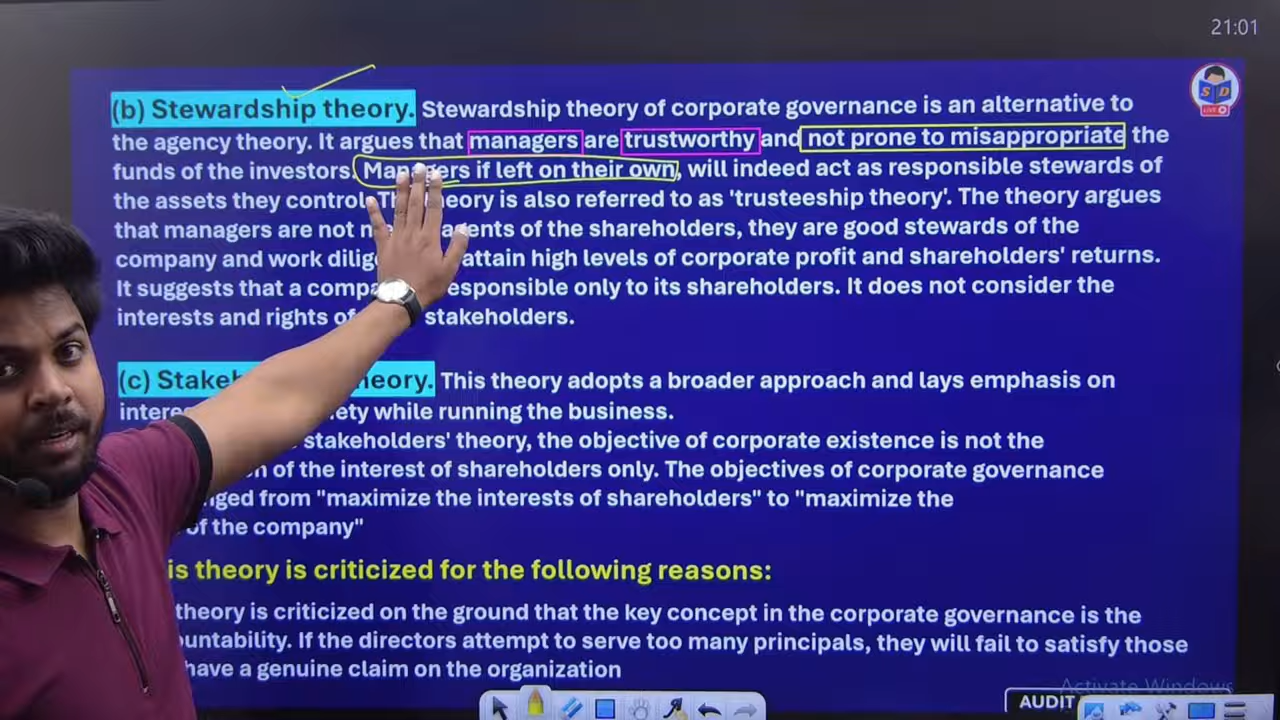 21:01
(b) Stewardship theory. Stewardship theory of corporate governance is an alternative to
the agency theory. It argues that managers are trustworthy and not prone to misappropriate the
funds of the investors. Managers if left on their own, will indeed act as responsible stewards of
the assets they control. theory is also referred to as 'trusteeship theory'. The theory argues
that managers are not agents of the shareholders, they are good stewards of the
company and work attain high levels of corporate profit and shareholders' returns.
It suggests that a responsible only to its shareholders. It does not consider the
interests and rights of stakeholders.
(c) theory. This theory adopts a broader approach and lays emphasis on
while running the business.
stakeholders' theory, the objective of corporate existence is not the
of the interest of shareholders only. The objectives of corporate governance
from "maximize the interests of shareholders" to "maximize the
of the company"
is theory is criticized for the following reasons:
theory is criticized on the ground that the key concept in the corporate governance is the
If the directors attempt to serve too many principals, they will fail to satisfy those
have a genuine claim on the organization
SD
LIVE
Activate Windows
AUDIT